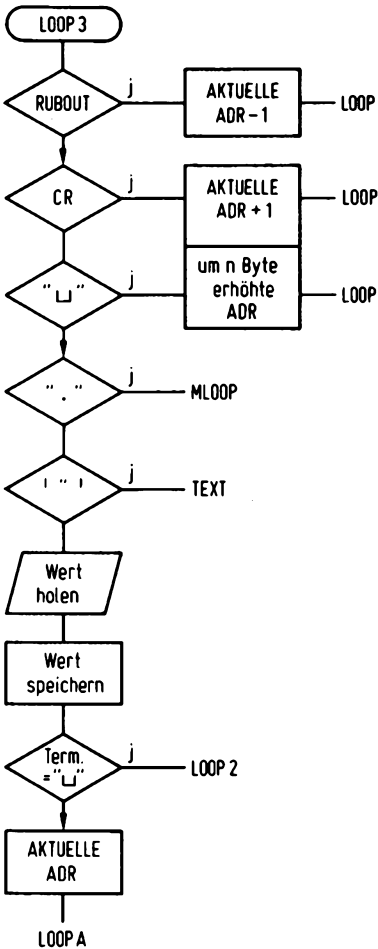 LOOP 3
RUBOUT
j
AKTUELLE
ADR - 1
LOOP
CR
j
AKTUELLE
ADR + 1
LOOP
"␣"
j
um n Byte
erhöhte
ADR
LOOP
"."
j
MLOOP
' " '
j
TEXT
Wert
holen
Wert
speichern
Term.
="␣"
j
LOOP 2
AKTUELLE
ADR
LOOP A